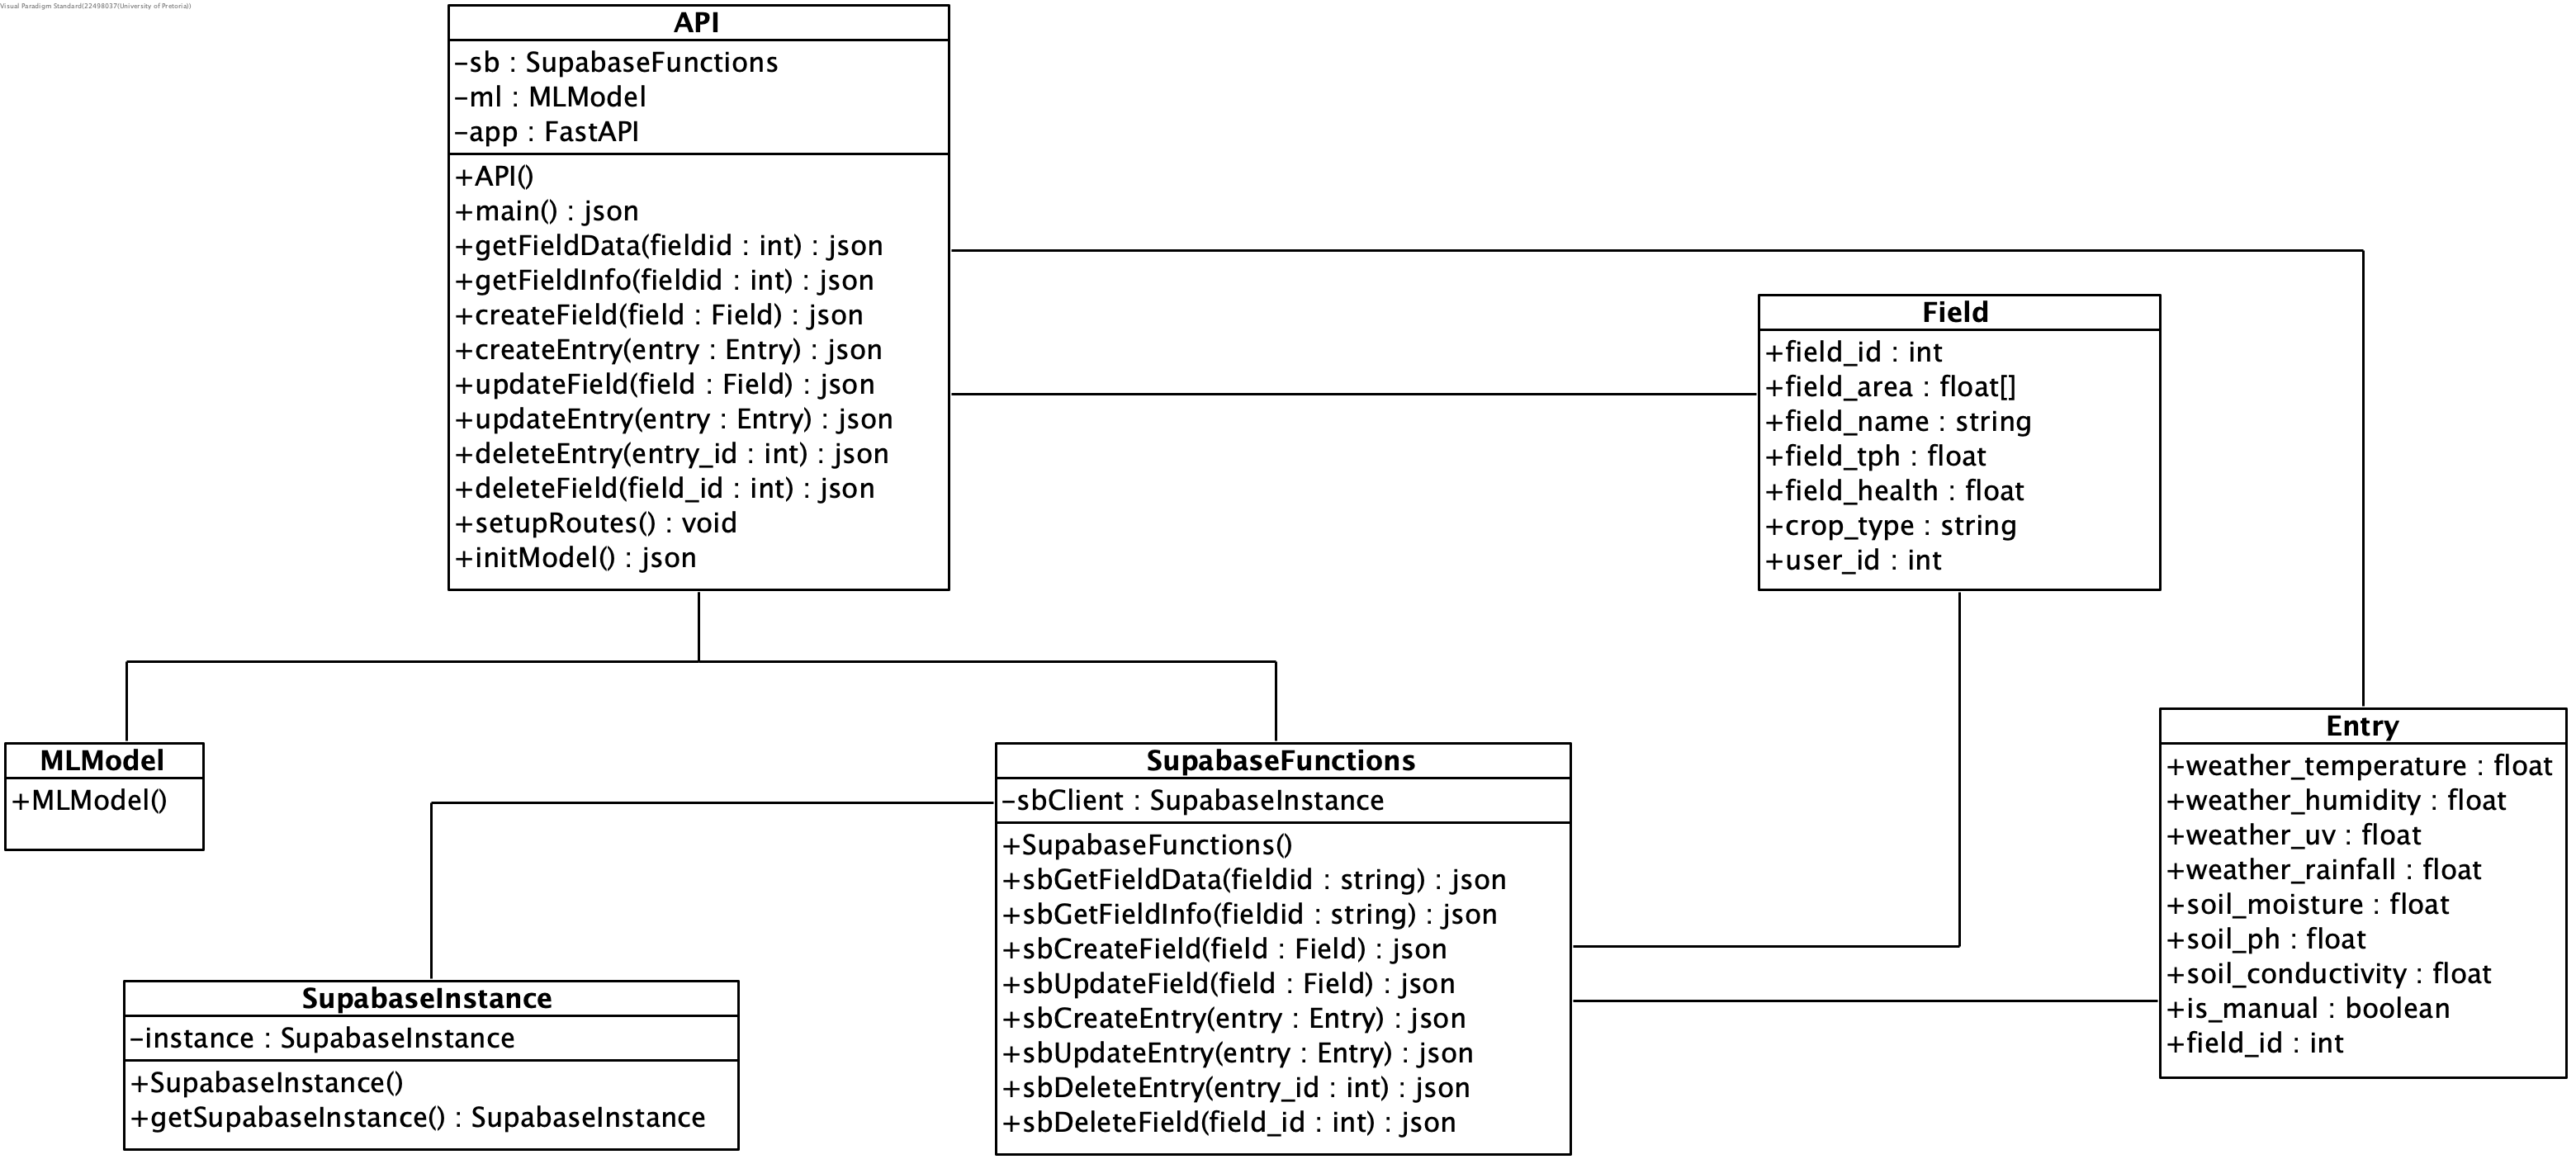 Visual Paradigm Standard(22498037(University of Pretoria))
API
-sb : SupabaseFunctions
-ml : MLModel
-app : FastAPI
+API()
+main() : json
+getFieldData(fieldid : int) : json
+getFieldInfo(fieldid : int) : json
+createField(field : Field) : json
+createEntry(entry : Entry) : json
+updateField(field : Field) : json
+updateEntry(entry : Entry) : json
+deleteEntry(entry_id : int) : json
+deleteField(field_id : int) : json
+setupRoutes() : void
+initModel() : json
Field
+field_id : int
+field_area : float[]
+field_name : string
+field_tph : float
+field_health : float
+crop_type : string
+user_id : int
MLModel
+MLModel()
SupabaseFunctions
-sbClient : SupabaseInstance
+SupabaseFunctions()
+sbGetFieldData(fieldid : string) : json
+sbGetFieldInfo(fieldid : string) : json
+sbCreateField(field : Field) : json
+sbUpdateField(field : Field) : json
+sbCreateEntry(entry : Entry) : json
+sbUpdateEntry(entry : Entry) : json
+sbDeleteEntry(entry_id : int) : json
+sbDeleteField(field_id : int) : json
Entry
+weather_temperature : float
+weather_humidity : float
+weather_uv : float
+weather_rainfall : float
+soil_moisture : float
+soil_ph : float
+soil_conductivity : float
+is_manual : boolean
+field_id : int
SupabaseInstance
-instance : SupabaseInstance
+SupabaseInstance()
+getSupabaseInstance() : SupabaseInstance